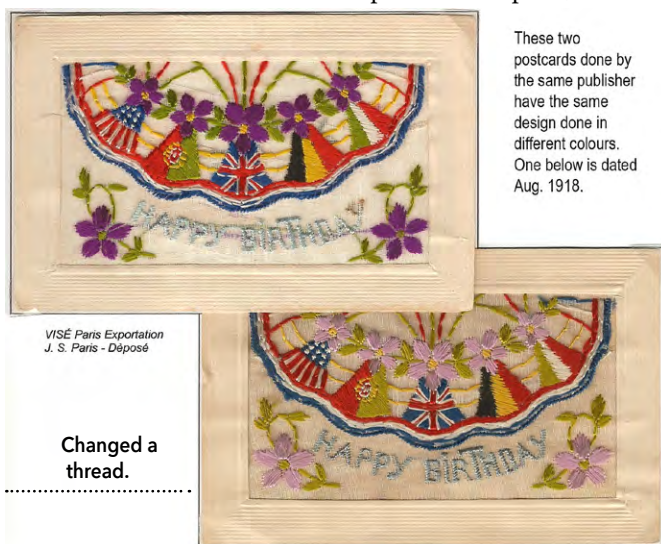 These two
postcards done by
the same publisher
have the same
design done in
different colours.
One below is dated
Aug. 1918.
HAPPY BIRTHDAY
VISÉ Paris Exportation
J. S. Paris - Déposé
HAPPY BIRTHDAY
Changed a
thread.